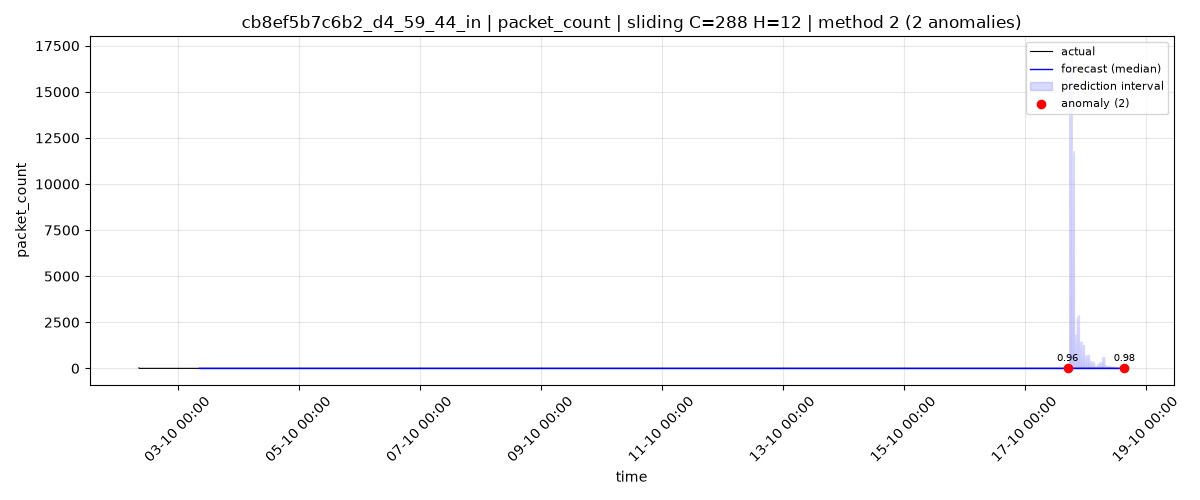 cb8ef5b7c6b2_d4_59_44_in | packet_count | sliding C=288 H=12 | method 2 (2 anomalies)
17500
15000
12500
10000
7500
5000
2500
0
packet_count
actual
forecast (median)
prediction interval
anomaly (2)
0.96
0.98
03-10 00:00
05-10 00:00
07-10 00:00
09-10 00:00
11-10 00:00
13-10 00:00
15-10 00:00
17-10 00:00
19-10 00:00
time